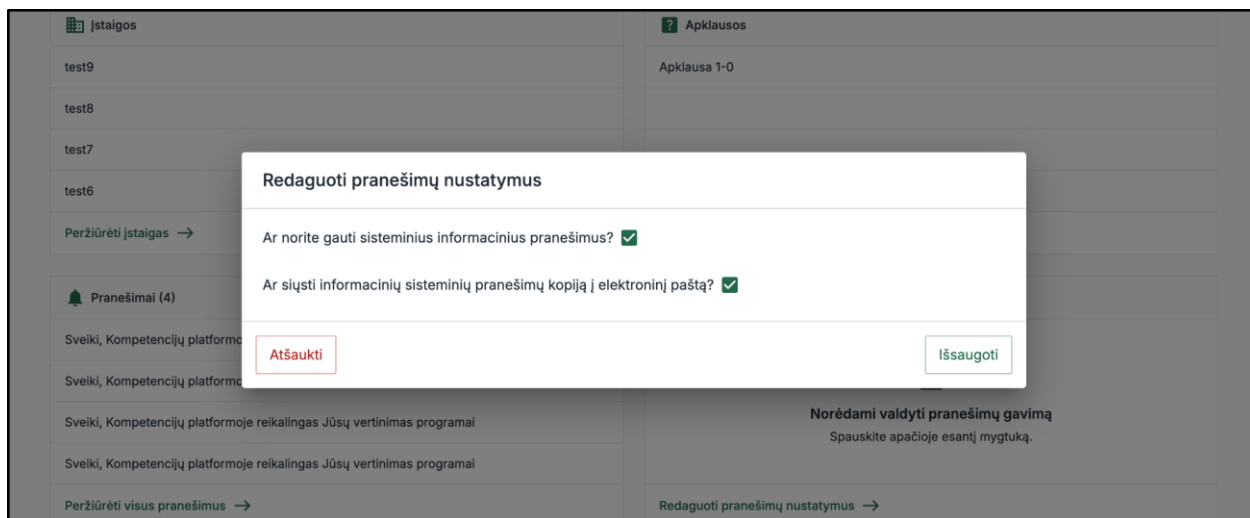 Įstaigos
test9
test8
test7
test6
Peržiūrėti įstaigas →
Apklausos
Apklausa 1-0
Redaguoti pranešimų nustatymus
Ar norite gauti sisteminius informacinius pranešimus?
Ar siųsti informacinių sisteminių pranešimų kopiją į elektroninį paštą?
Atšaukti
Išsaugoti
Pranešimai (4)
Sveiki, Kompetencijų platformo
Sveiki, Kompetencijų platformo
Sveiki, Kompetencijų platformoje reikalingas Jūsų vertinimas programai
Sveiki, Kompetencijų platformoje reikalingas Jūsų vertinimas programai
Peržiūrėti visus pranešimus →
Norėdami valdyti pranešimų gavimą
Spauskite apačioje esantį mygtuką.
Redaguoti pranešimų nustatymus →